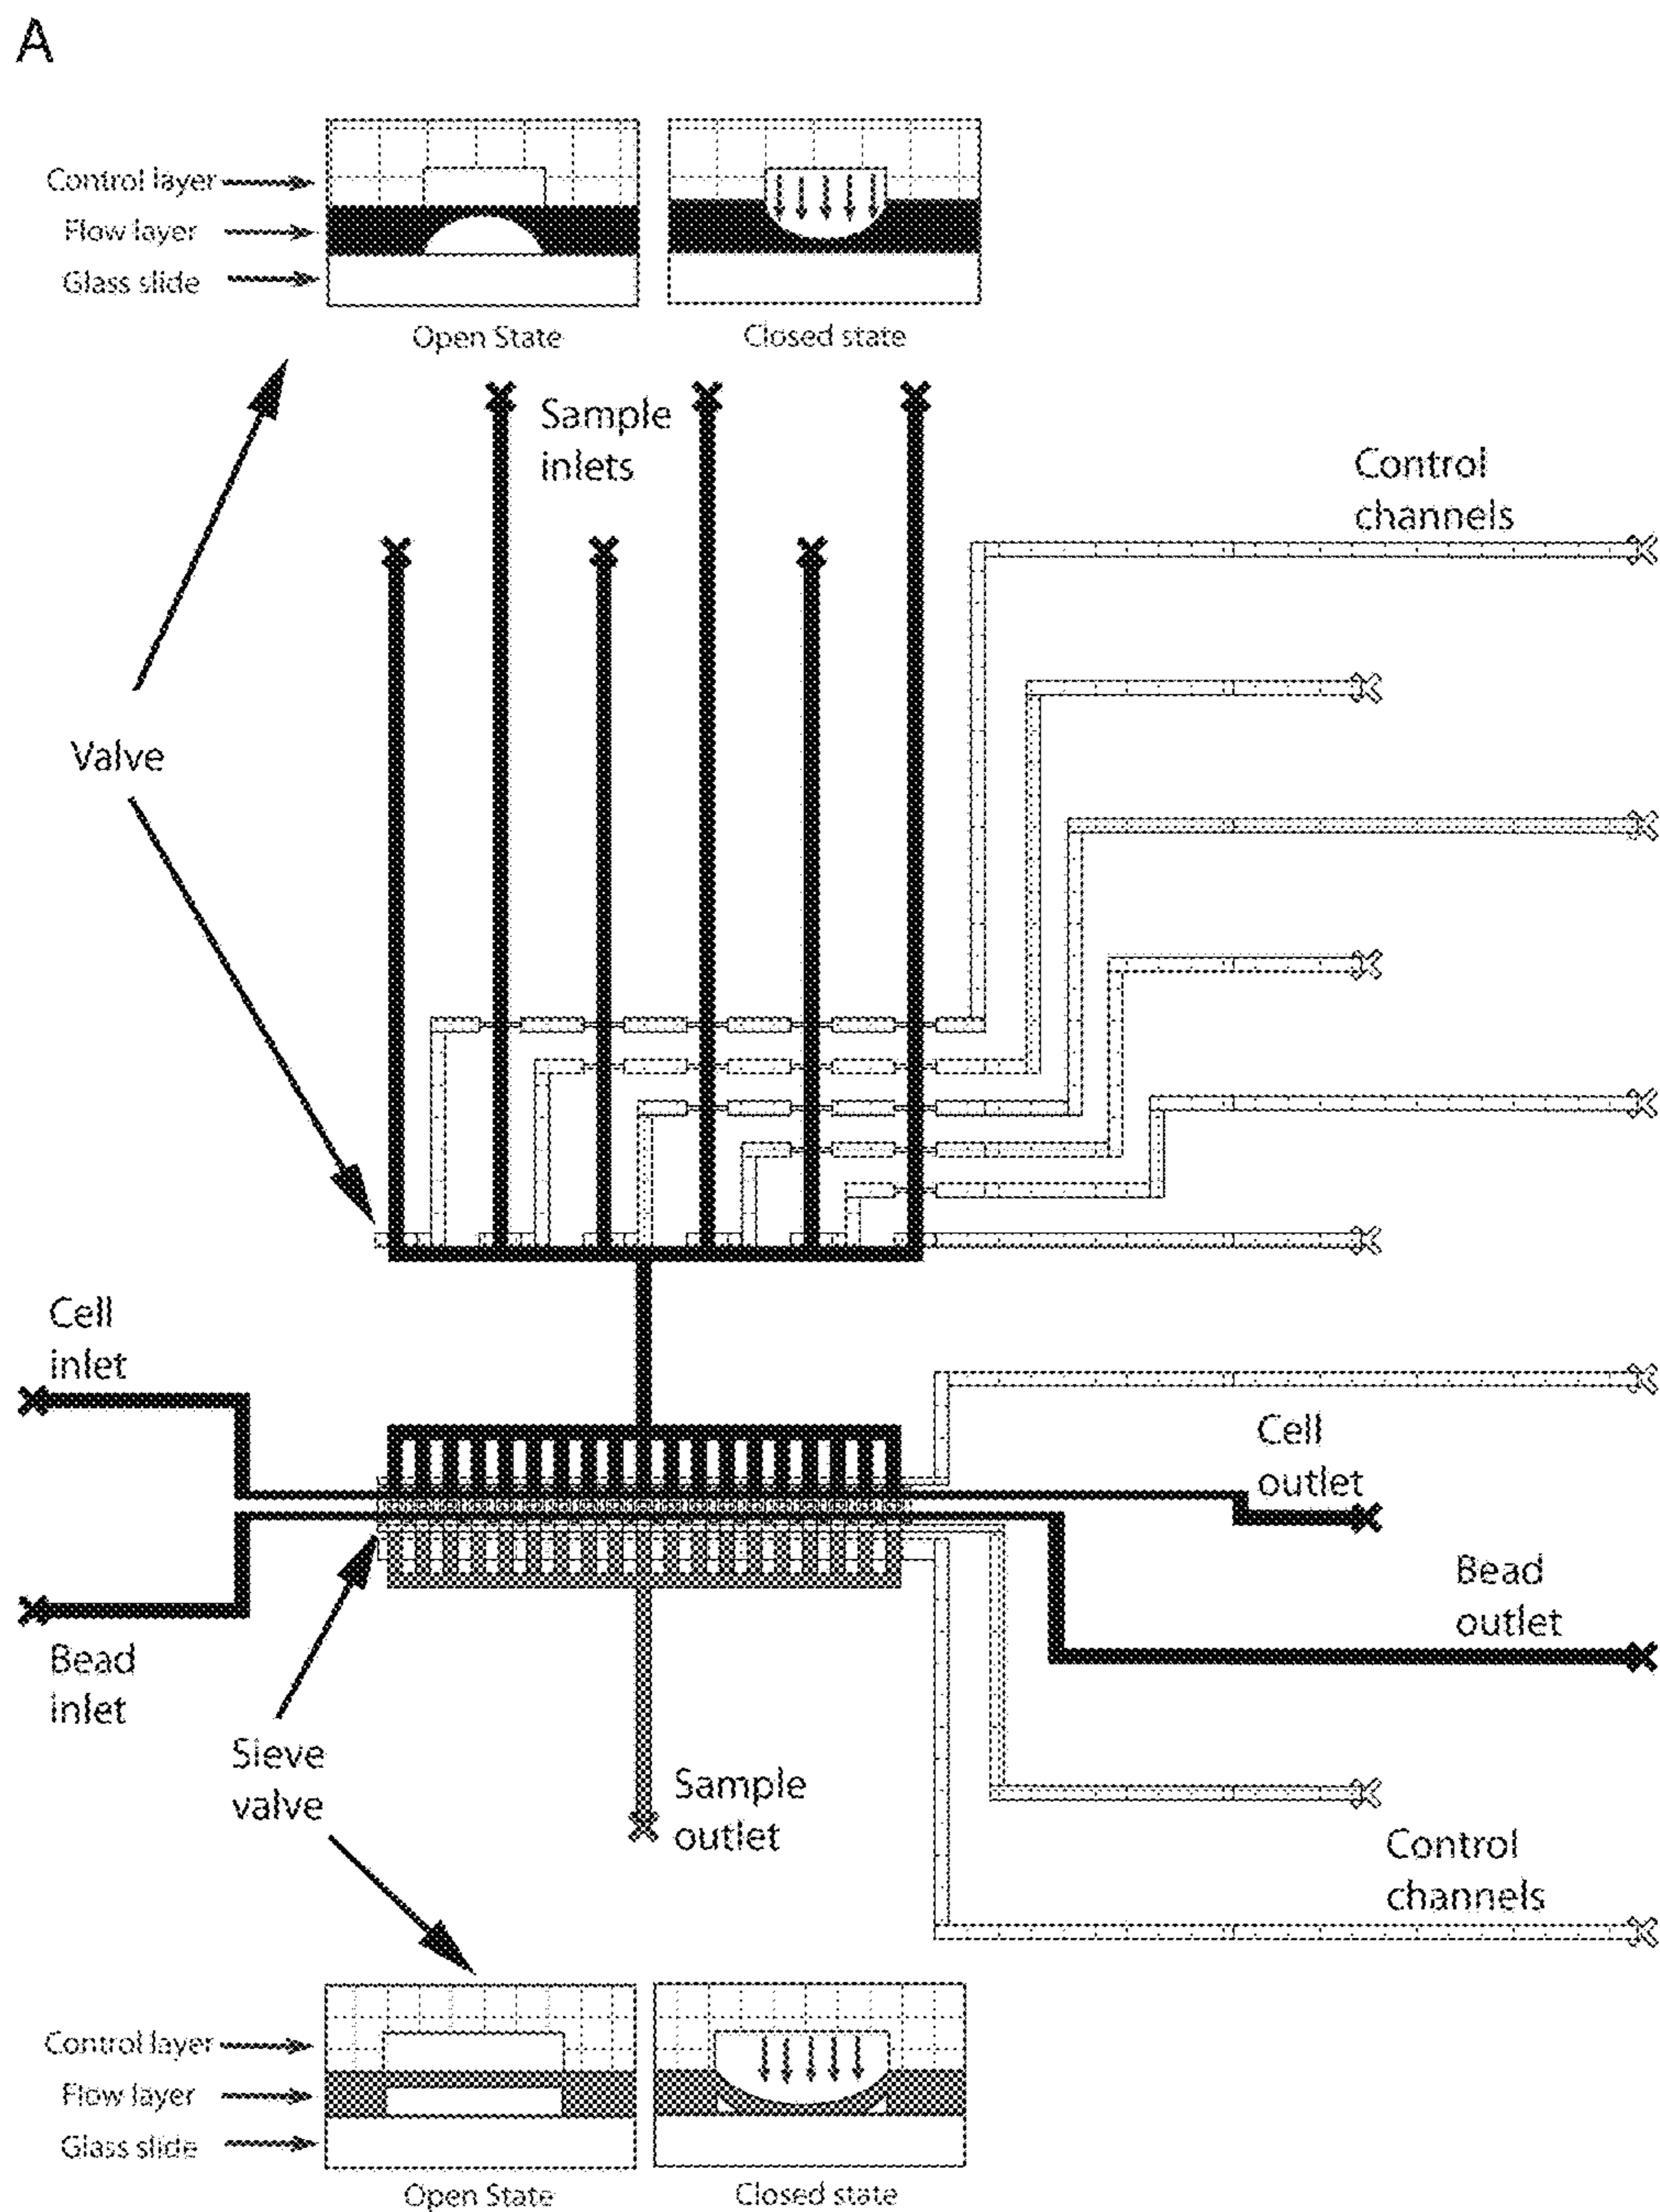 A
Control layer
Flow layer
Glass slide
Open State
Closed state
Sample
inlets
Control
channels
Valve
Cell
inlet
Cell
outlet
Bead
outlet
Bead
inlet
Sieve
valve
Sample
outlet
Control
channels
Control layer
Flow layer
Glass slide
Open State
Closed state